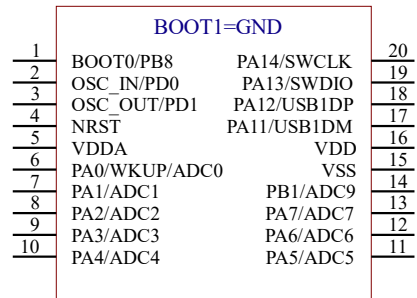 BOOT1=GND
1 BOOT0/PB8 PA14/SWCLK 20
2 OSC_IN/PD0 PA13/SWDIO 19
3 OSC_OUT/PD1 PA12/USB1DP 18
4 NRST PA11/USB1DM 17
5 VDDA VDD 16
6 PA0/WKUP/ADC0 VSS 15
7 PA1/ADC1 PB1/ADC9 14
8 PA2/ADC2 PA7/ADC7 13
9 PA3/ADC3 PA6/ADC6 12
10 PA4/ADC4 PA5/ADC5 11